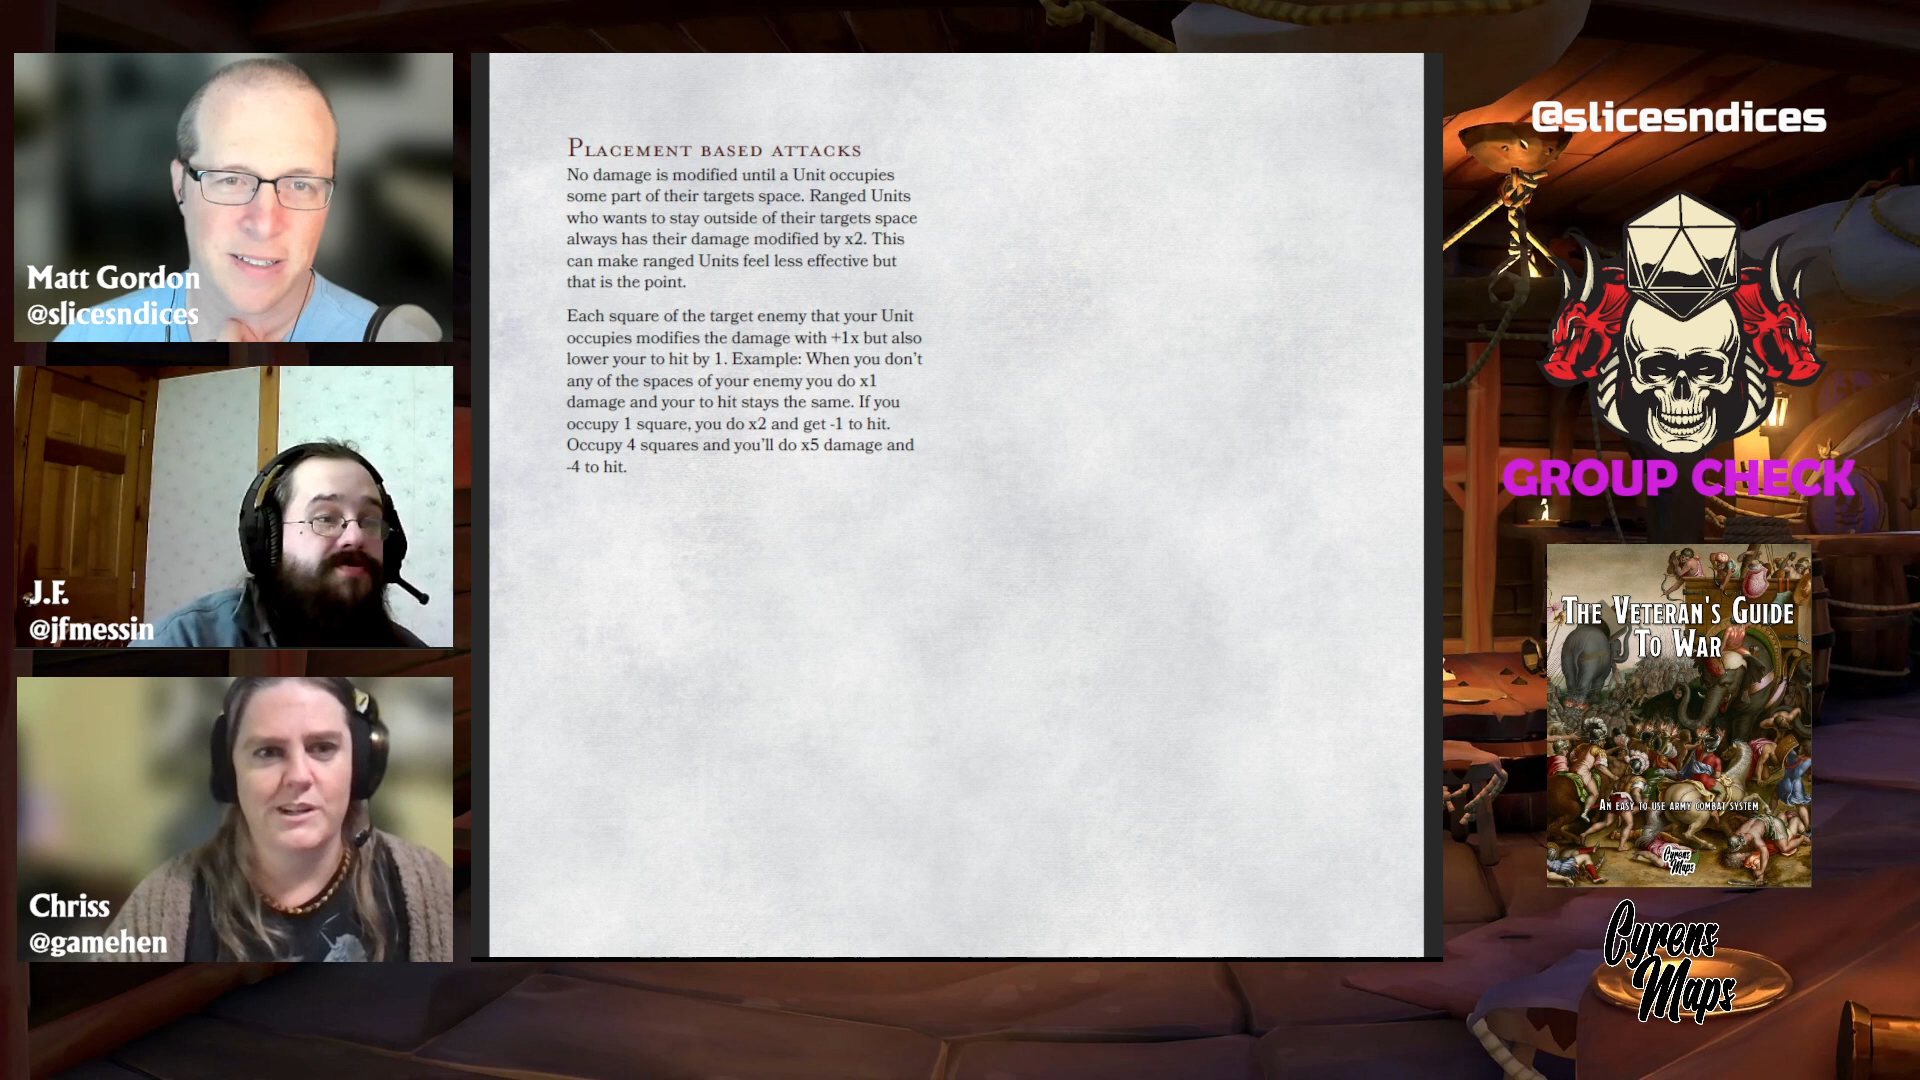 Matt Gordon
@slicesndices
J.F.
@jfmessin
Chriss
@gamehen
Placement based attacks
No damage is modified until a Unit occupies
some part of their targets space. Ranged Units
who wants to stay outside of their targets space
always has their damage modified by x2. This
can make ranged Units feel less effective but
that is the point.
Each square of the target enemy that your Unit
occupies modifies the damage with +1x but also
lower your to hit by 1. Example: When you don't
any of the spaces of your enemy you do x1
damage and your to hit stays the same. If you
occupy 1 square, you do x2 and get -1 to hit.
Occupy 4 squares and you'll do x5 damage and
-4 to hit.
@slicesndices
GROUP CHECK
The Veteran's Guide
To War
An easy to use army combat system
Cyrens
Maps
Cyrens
Maps